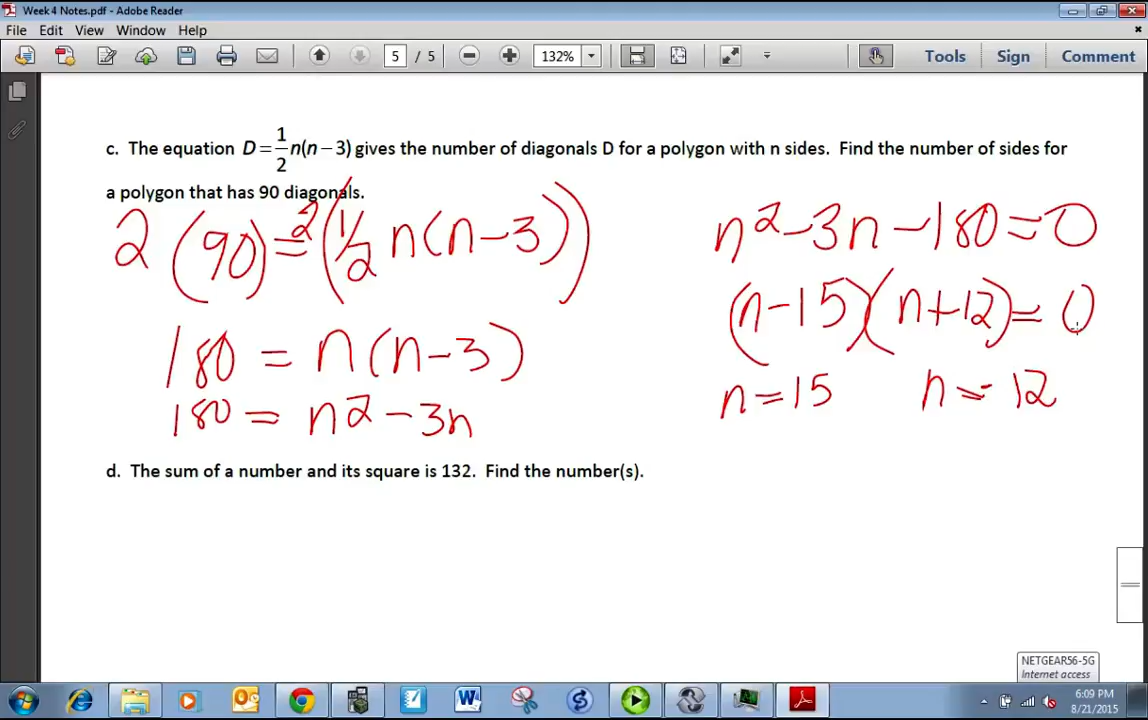 Week 4 Notes.pdf - Adobe Reader
File Edit View Window Help
5 / 5 132% Tools Sign Comment
c. The equation D = 1/2 n(n − 3) gives the number of diagonals D for a polygon with n sides. Find the number of sides for
a polygon that has 90 diagonals.
2 (90) = 2 (1/2 n(n − 3))
180 = n(n − 3)
180 = n2 − 3n
n2 − 3n − 180 = 0
(n − 15)(n + 12) = 0
n = 15 n = - 12
d. The sum of a number and its square is 132. Find the number(s).
NETGEAR56-5G
Internet access
6:09 PM
8/21/2015